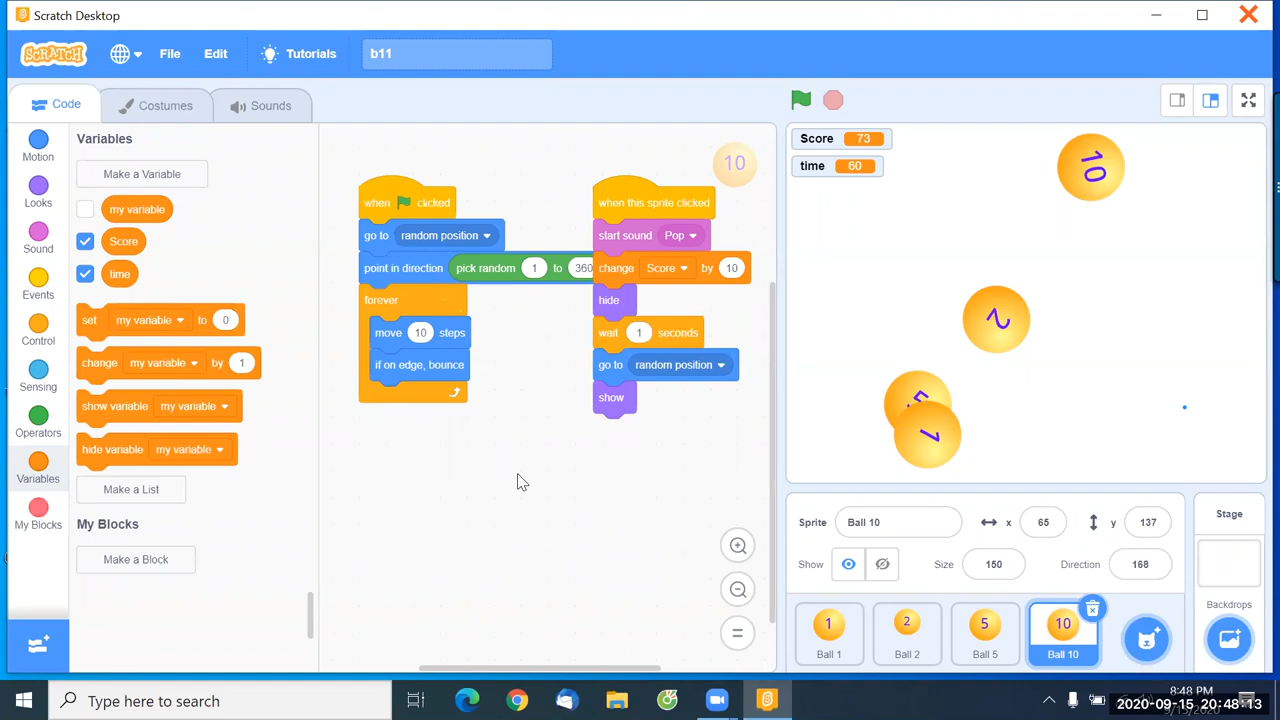 Scratch Desktop
SCRATCH
File
Edit
Tutorials
b11
Code
Costumes
Sounds
Motion
Looks
Sound
Events
Control
Sensing
Operators
Variables
My Blocks
Variables
Make a Variable
my variable
Score
time
set my variable to 0
change my variable by 1
show variable my variable
hide variable my variable
Make a List
My Blocks
Make a Block
10
when clicked
go to random position
point in direction pick random 1 to 360
forever
move 10 steps
if on edge, bounce
when this sprite clicked
start sound Pop
change Score by 10
hide
wait 1 seconds
go to random position
show
Score 73
time 60
10
2
5
1
Sprite Ball 10 x 65 y 137
Show Size 150 Direction 168
1
Ball 1
2
Ball 2
5
Ball 5
10
Ball 10
Stage
Backdrops
Type here to search
8:48 PM
2020-09-15 20:48:13